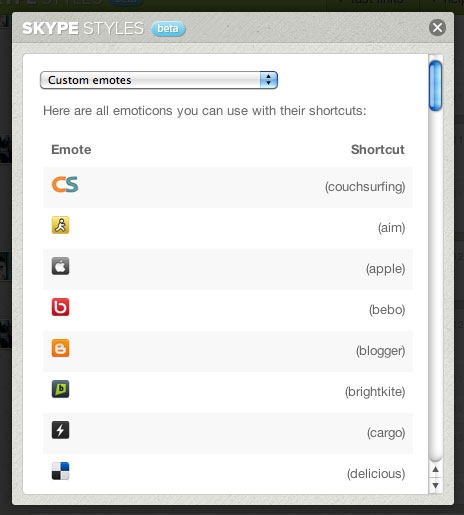 SKYPE STYLES beta
Custom emotes
Here are all emoticons you can use with their shortcuts:
Emote Shortcut
CS (couchsurfing)
(aim)
(apple)
b (bebo)
B (blogger)
b (brightkite)
(cargo)
(delicious)